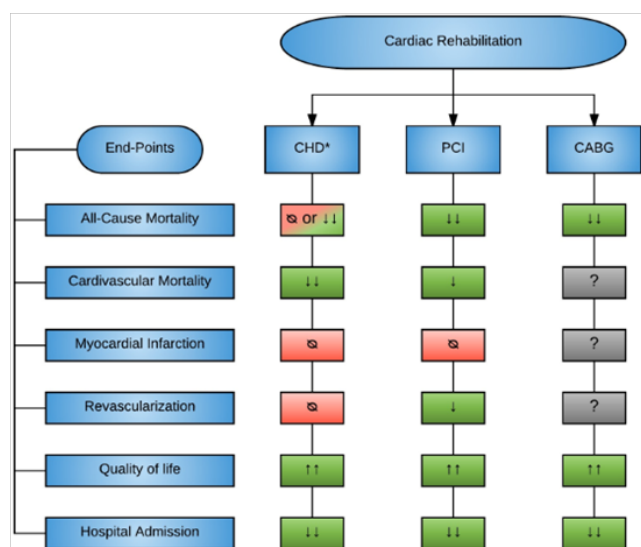 Cardiac Rehabilitation
End-Points CHD* PCI CABG
All-Cause Mortality ᴓ or ↓↓ ↓↓ ↓↓
Cardivascular Mortality ↓↓ ↓ ?
Myocardial Infarction ᴓ ᴓ ?
Revascularization ᴓ ↓ ?
Quality of life ↑↑ ↑↑ ↑↑
Hospital Admission ↓↓ ↓↓ ↓↓